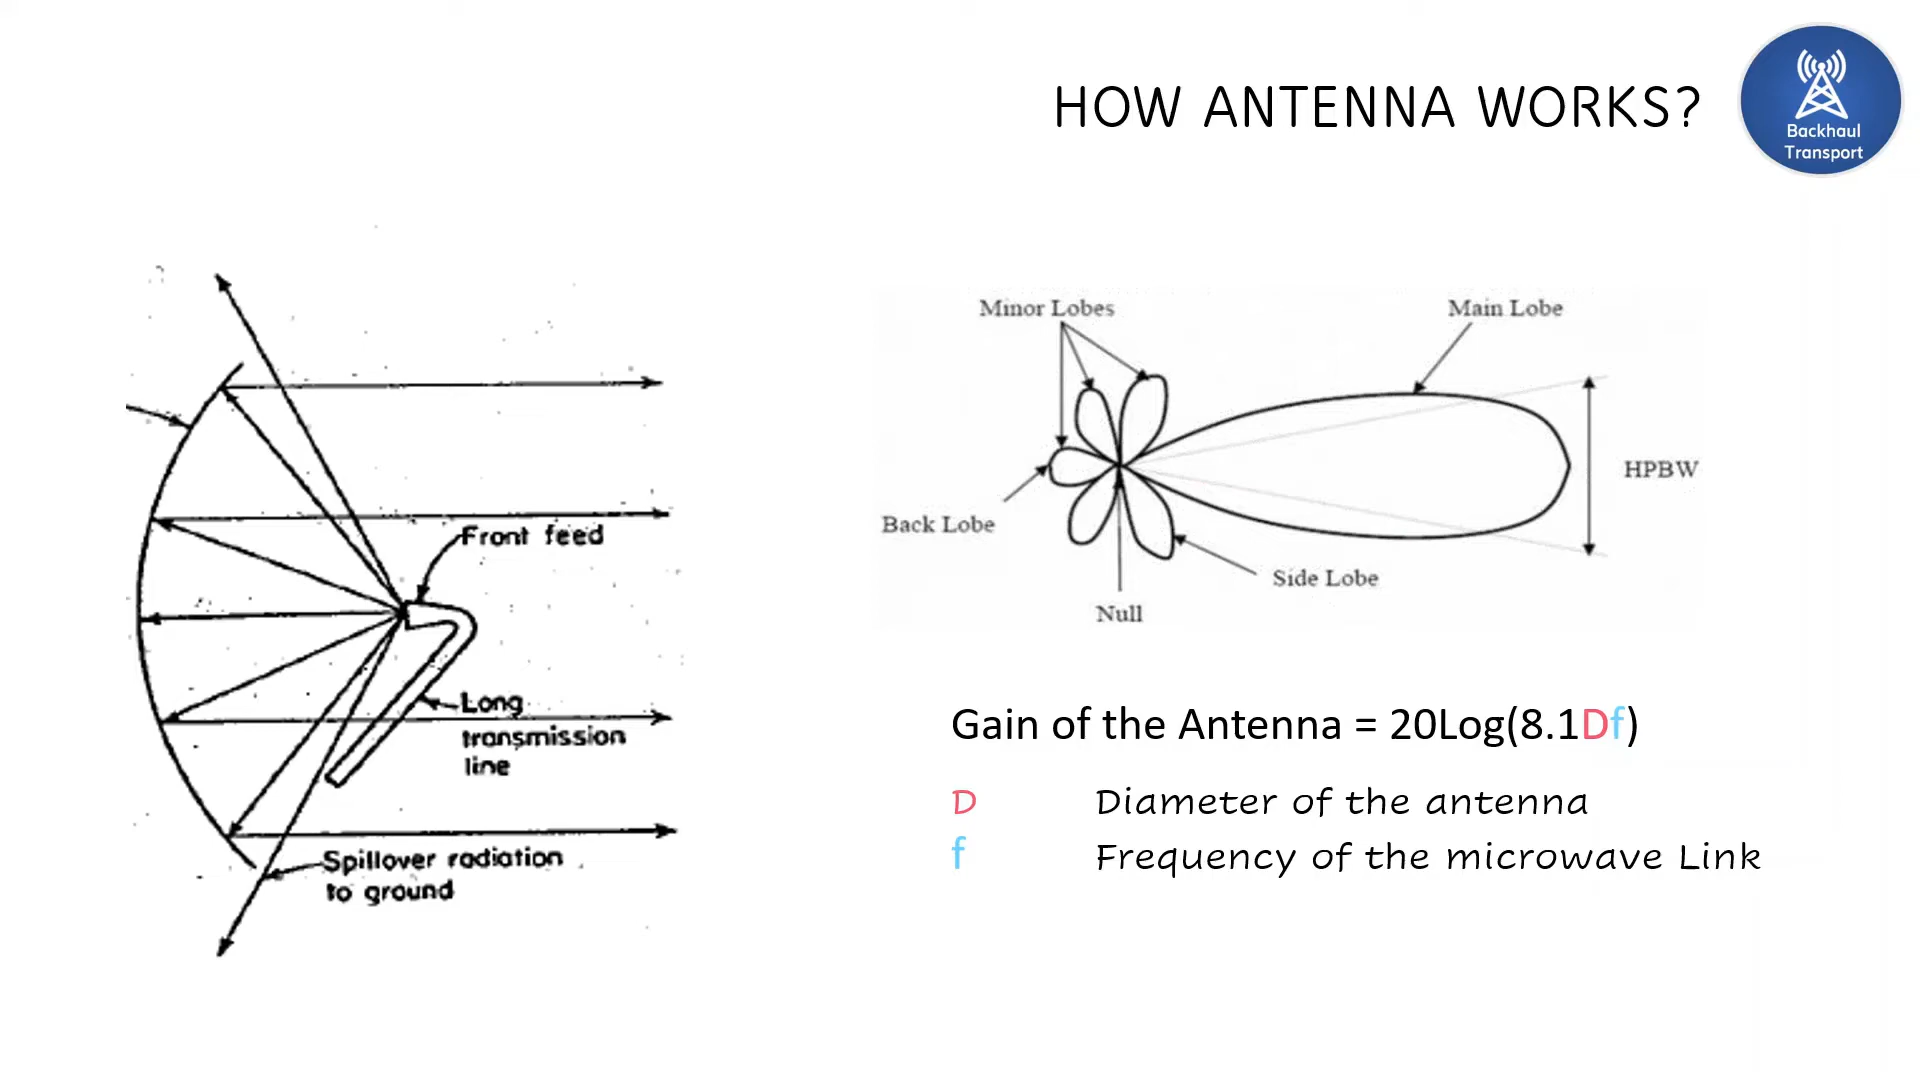 HOW ANTENNA WORKS?
Backhaul
Transport
Front feed
Long
transmission
line
Spillover radiation
to ground
Minor Lobes
Main Lobe
HPBW
Back Lobe
Side Lobe
Null
Gain of the Antenna = 20Log(8.1Df)
D Diameter of the antenna
f Frequency of the microwave Link